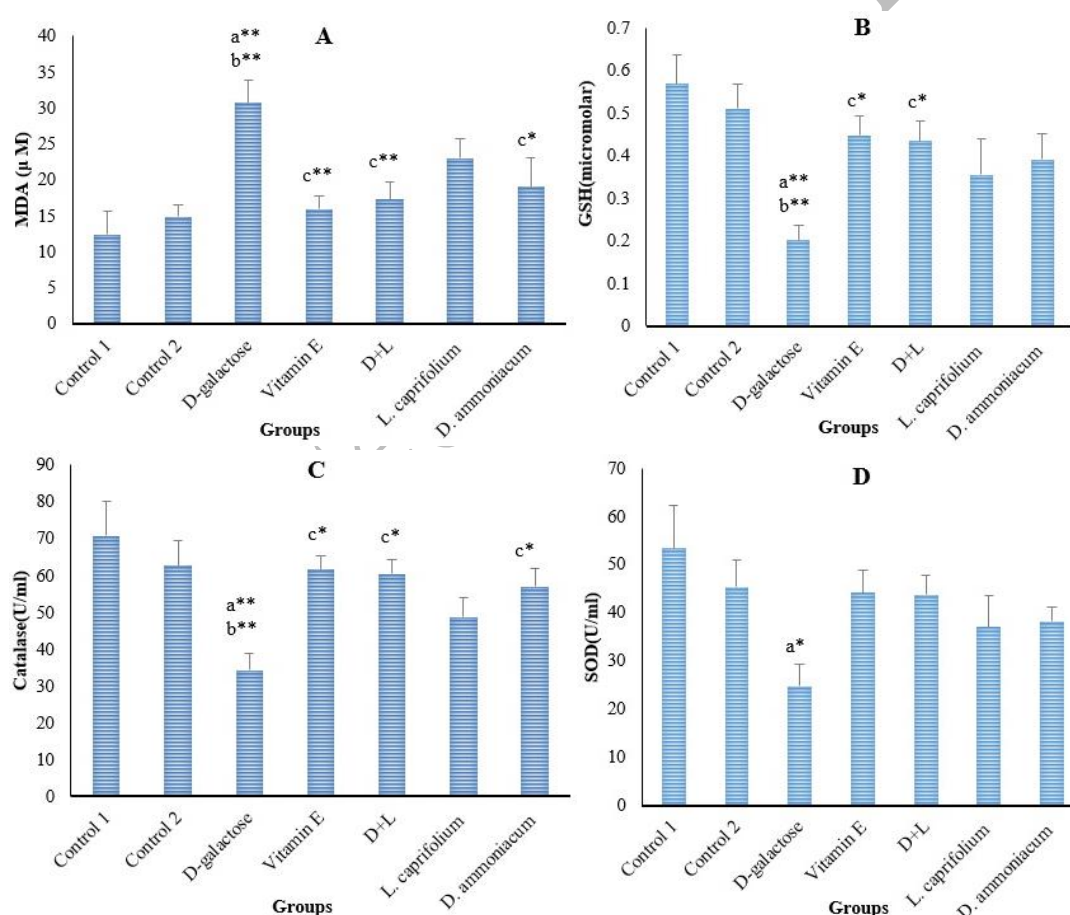 A
MDA (µ M)
40
35
30
25
20
15
10
5
0
a**
b**
c**
c**
c*
Control 1
Control 2
D-galactose
Vitamin E
D+L
L. caprifolium
D. ammoniacum
Groups
B
GSH(micromolar)
0.7
0.6
0.5
0.4
0.3
0.2
0.1
0
a**
b**
c*
c*
Control 1
Control 2
D-galactose
Vitamin E
D+L
L. caprifolium
D. ammoniacum
Groups
C
Catalase(U/ml)
90
80
70
60
50
40
30
20
10
0
a**
b**
c*
c*
c*
Control 1
Control 2
D-galactose
Vitamin E
D+L
L. caprifolium
D. ammoniacum
Groups
D
SOD(U/ml)
70
60
50
40
30
20
10
0
a*
Control 1
Control 2
D-galactose
Vitamin E
D+L
L. caprifolium
D. ammoniacum
Groups